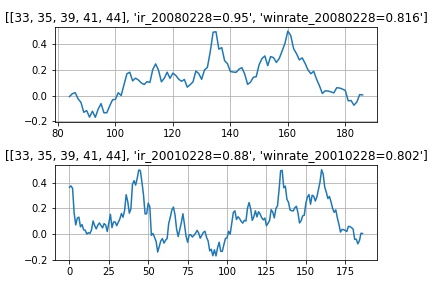 [[33, 35, 39, 41, 44], 'ir_20080228=0.95', 'winrate_20080228=0.816']
0.4
0.2
0.0
−0.2
80 100 120 140 160 180
[[33, 35, 39, 41, 44], 'ir_20010228=0.88', 'winrate_20010228=0.802']
0.4
0.2
0.0
−0.2
0 25 50 75 100 125 150 175